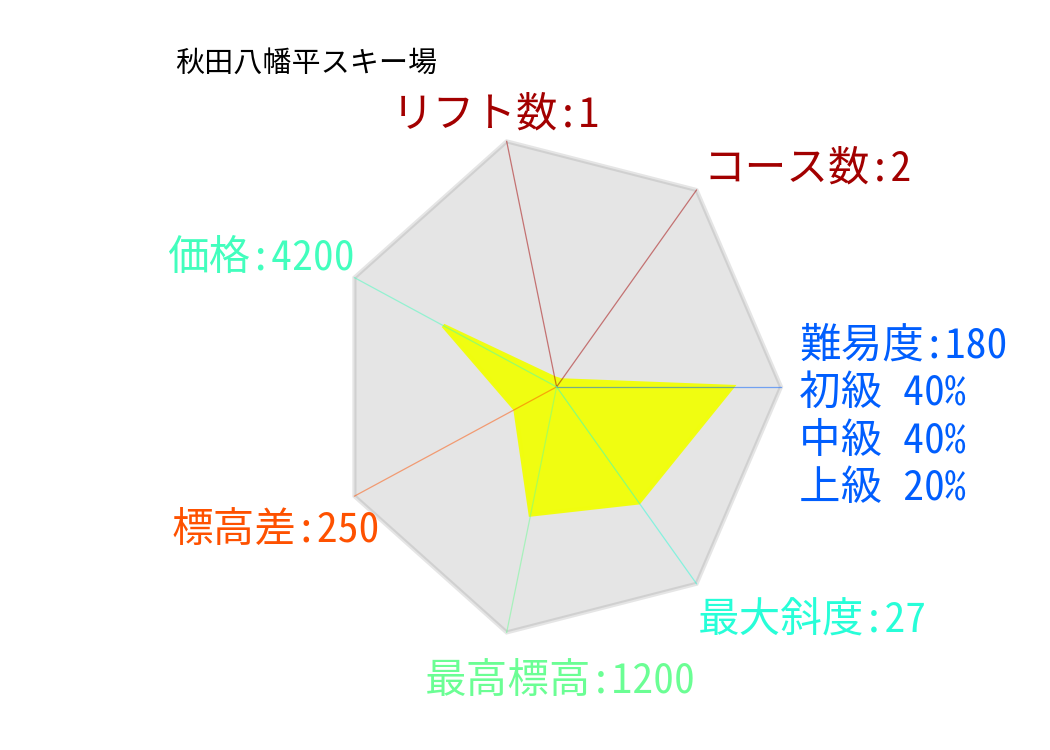 秋田八幡平スキー場
リフト数:1
コース数:2
価格:4200
難易度:180
初級 40%
中級 40%
上級 20%
標高差:250
最大斜度:27
最高標高:1200